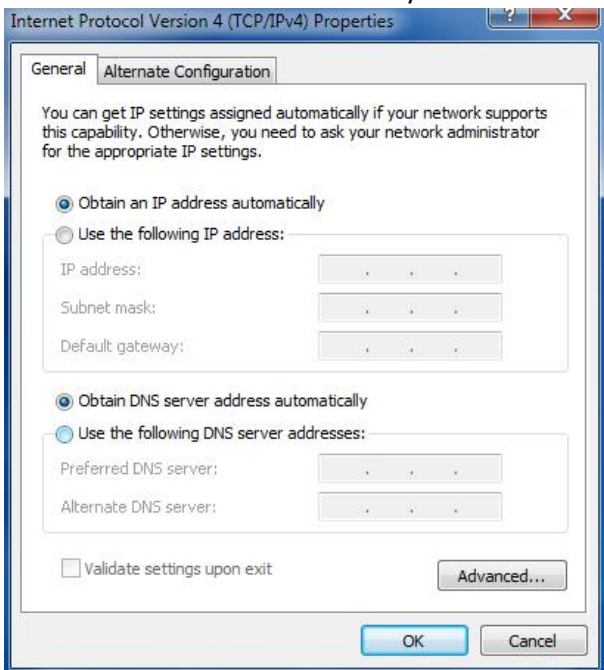 Internet Protocol Version 4 (TCP/IPv4) Properties
General
Alternate Configuration
You can get IP settings assigned automatically if your network supports
this capability. Otherwise, you need to ask your network administrator
for the appropriate IP settings.
Obtain an IP address automatically
Use the following IP address:
IP address:
Subnet mask:
Default gateway:
Obtain DNS server address automatically
Use the following DNS server addresses:
Preferred DNS server:
Alternate DNS server:
Validate settings upon exit
Advanced...
OK
Cancel